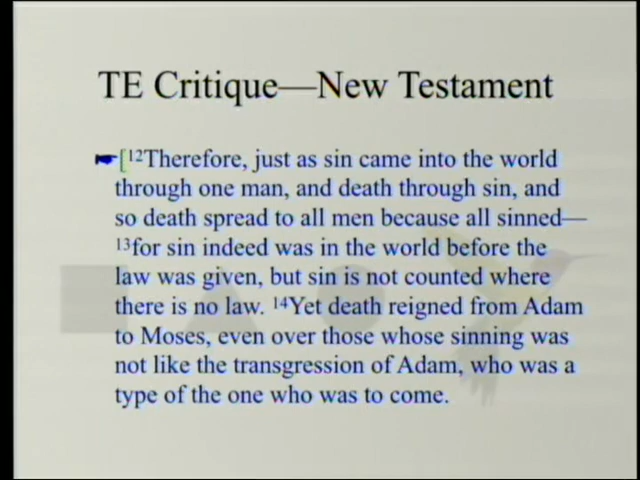 TE Critique—New Testament
[¹²Therefore, just as sin came into the world
through one man, and death through sin, and
so death spread to all men because all sinned—
¹³for sin indeed was in the world before the
law was given, but sin is not counted where
there is no law. ¹⁴Yet death reigned from Adam
to Moses, even over those whose sinning was
not like the transgression of Adam, who was a
type of the one who was to come.